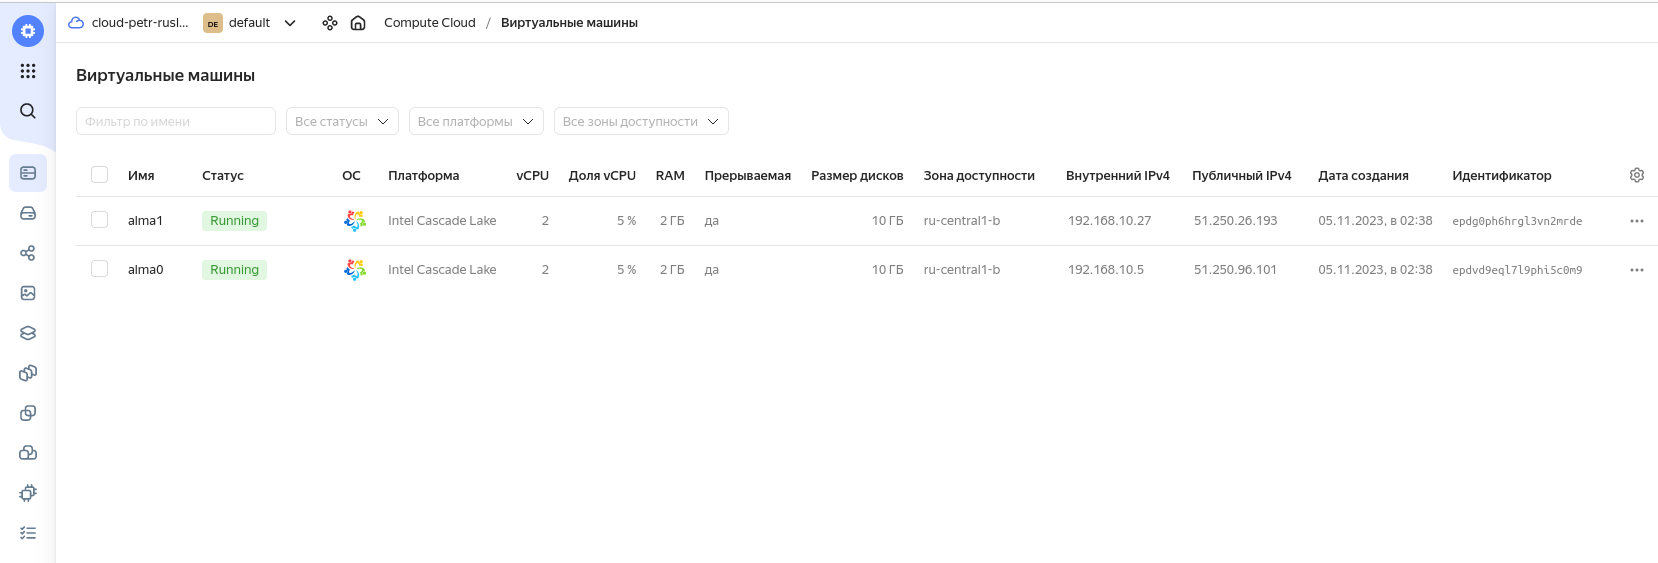 cloud-petr-rusl... DE default Compute Cloud / Виртуальные машины
Виртуальные машины
Фильтр по имени Все статусы Все платформы Все зоны доступности
Имя Статус ОС Платформа vCPU Доля vCPU RAM Прерываемая Размер дисков Зона доступности Внутренний IPv4 Публичный IPv4 Дата создания Идентификатор
alma1 Running Intel Cascade Lake 2 5 % 2 ГБ да 10 ГБ ru-central1-b 192.168.10.27 51.250.26.193 05.11.2023, в 02:38 epdg0ph6hrgl3vn2mrde
alma0 Running Intel Cascade Lake 2 5 % 2 ГБ да 10 ГБ ru-central1-b 192.168.10.5 51.250.96.101 05.11.2023, в 02:38 epdvd9eql7l9phi5c0m9